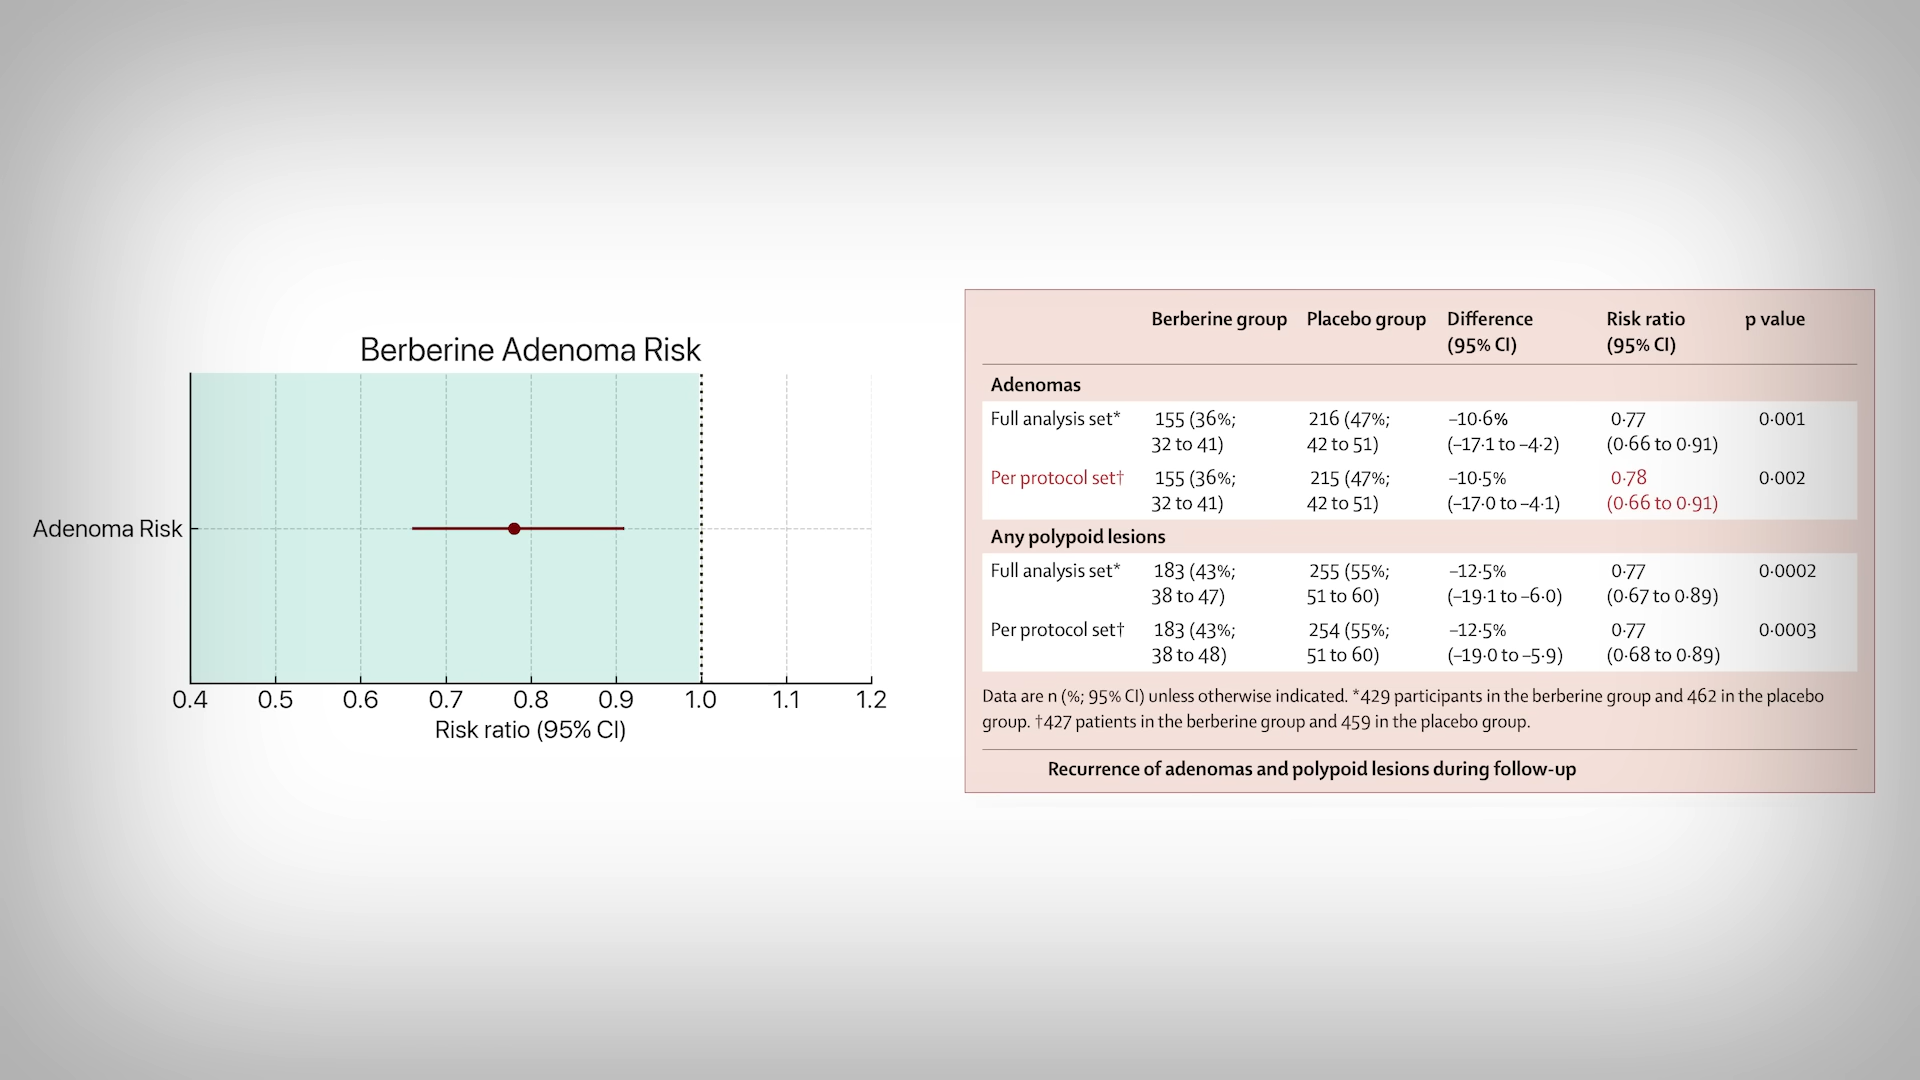 Berberine Adenoma Risk
Adenoma Risk
0.4 0.5 0.6 0.7 0.8 0.9 1.0 1.1 1.2
Risk ratio (95% CI)
Berberine group Placebo group Difference (95% CI) Risk ratio (95% CI) p value
Adenomas
Full analysis set* 155 (36%; 32 to 41) 216 (47%; 42 to 51) –10·6% (–17·1 to –4·2) 0·77 (0·66 to 0·91) 0·001
Per protocol set† 155 (36%; 32 to 41) 215 (47%; 42 to 51) –10·5% (–17·0 to –4·1) 0·78 (0·66 to 0·91) 0·002
Any polypoid lesions
Full analysis set* 183 (43%; 38 to 47) 255 (55%; 51 to 60) –12·5% (–19·1 to –6·0) 0·77 (0·67 to 0·89) 0·0002
Per protocol set† 183 (43%; 38 to 48) 254 (55%; 51 to 60) –12·5% (–19·0 to –5·9) 0·77 (0·68 to 0·89) 0·0003
Data are n (%; 95% CI) unless otherwise indicated. *429 participants in the berberine group and 462 in the placebo
group. †427 patients in the berberine group and 459 in the placebo group.
Recurrence of adenomas and polypoid lesions during follow-up